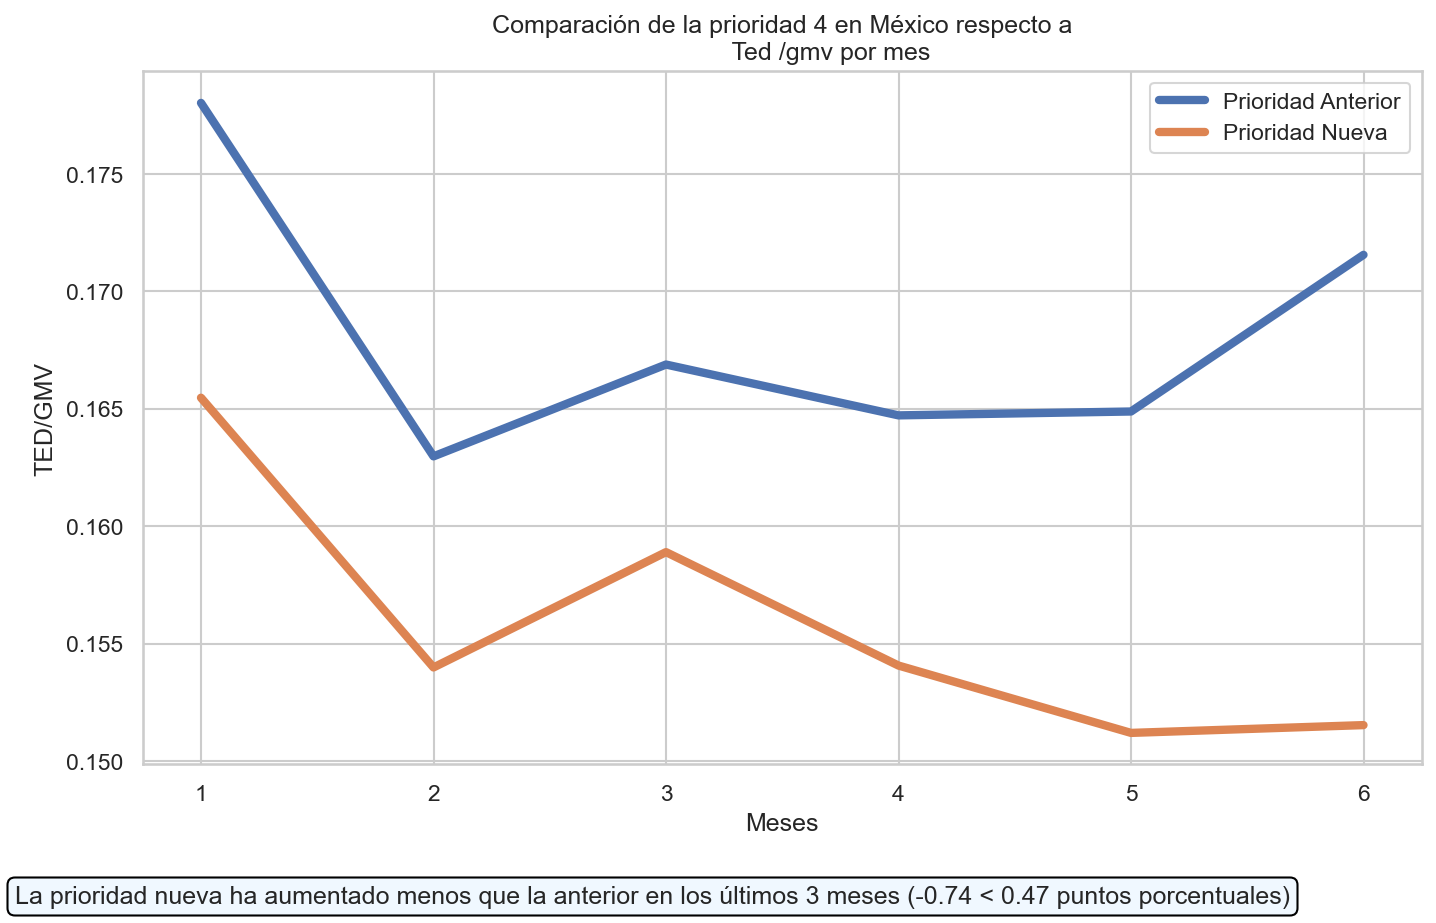 Comparación de la prioridad 4 en México respecto a
Ted /gmv por mes
Prioridad Anterior
Prioridad Nueva
TED/GMV
0.175
0.170
0.165
0.160
0.155
0.150
1 2 3 4 5 6
Meses
La prioridad nueva ha aumentado menos que la anterior en los últimos 3 meses (-0.74 < 0.47 puntos porcentuales)